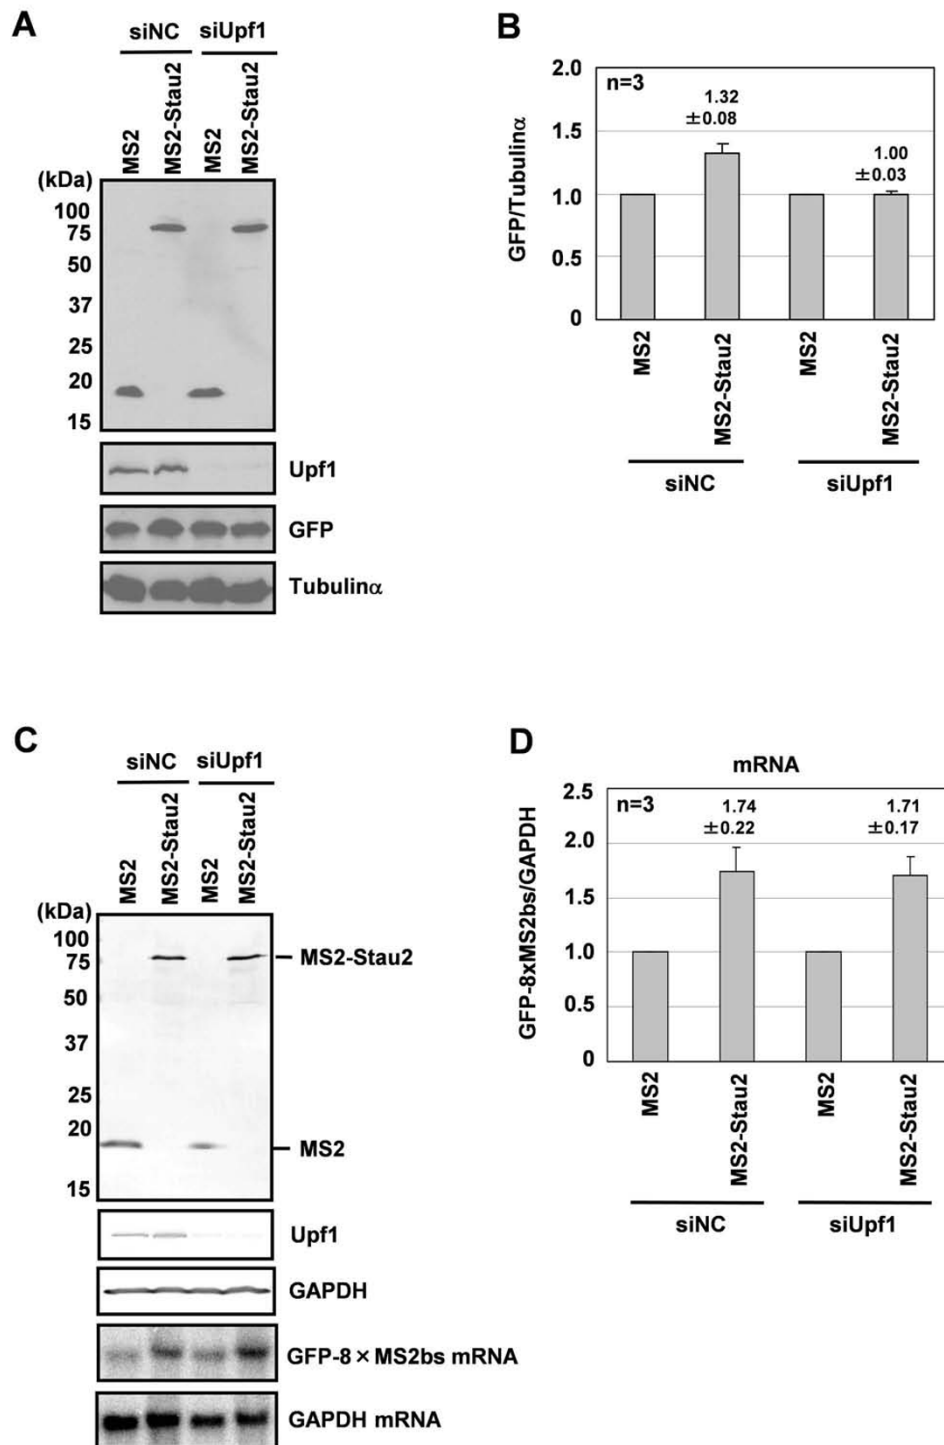 A
siNC siUpf1
MS2
MS2-Stau2
MS2
MS2-Stau2
(kDa)
100
75
50
37
25
20
15
Upf1
GFP
Tubulinα
B
GFP/Tubulinα
2.0
1.5
1.0
0.5
0
n=3
1.32
±0.08
1.00
±0.03
MS2
MS2-Stau2
MS2
MS2-Stau2
siNC siUpf1
C
siNC siUpf1
MS2
MS2-Stau2
MS2
MS2-Stau2
(kDa)
100
75
50
37
25
20
15
MS2-Stau2
MS2
Upf1
GAPDH
GFP-8×MS2bs mRNA
GAPDH mRNA
D
mRNA
GFP-8xMS2bs/GAPDH
2.5
2.0
1.5
1.0
0.5
0
n=3
1.74
±0.22
1.71
±0.17
MS2
MS2-Stau2
MS2
MS2-Stau2
siNC siUpf1